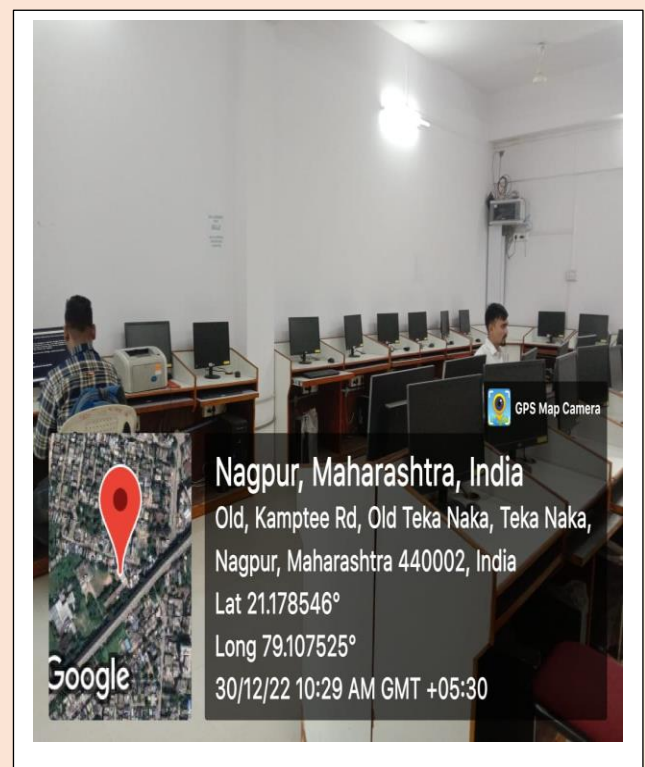 GPS Map Camera
Nagpur, Maharashtra, India
Old, Kamptee Rd, Old Teka Naka, Teka Naka,
Nagpur, Maharashtra 440002, India
Lat 21.178546°
Long 79.107525°
30/12/22 10:29 AM GMT +05:30
Google